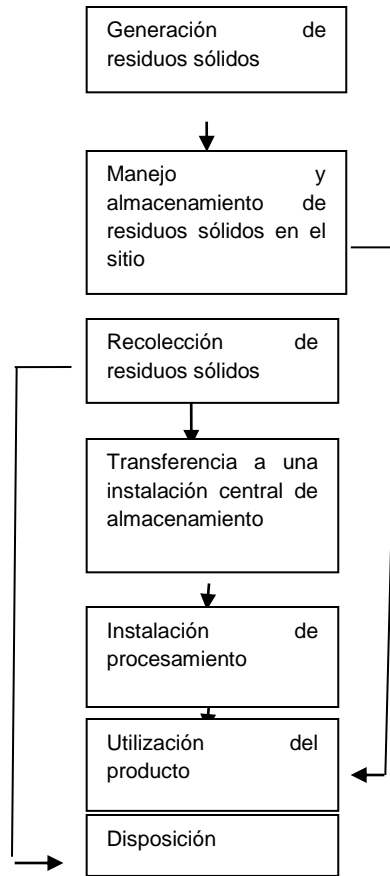 Generación de
residuos sólidos
Manejo y
almacenamiento de
residuos sólidos en el
sitio
Recolección de
residuos sólidos
Transferencia a una
instalación central de
almacenamiento
Instalación de
procesamiento
Utilización del
producto
Disposición